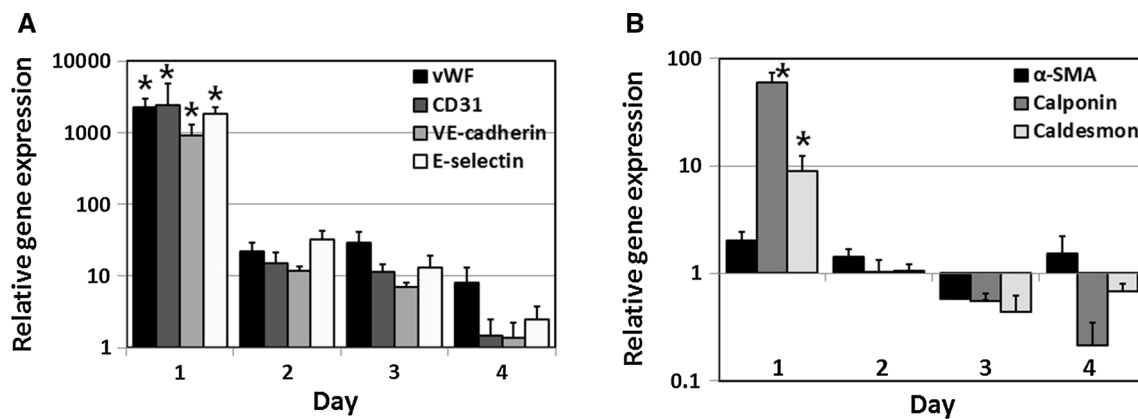 A
Relative gene expression
10000
1000
100
10
1
* * * *
vWF
CD31
VE-cadherin
E-selectin
1 2 3 4
Day
B
Relative gene expression
100
10
1
0.1
* *
α-SMA
Calponin
Caldesmon
1 2 3 4
Day